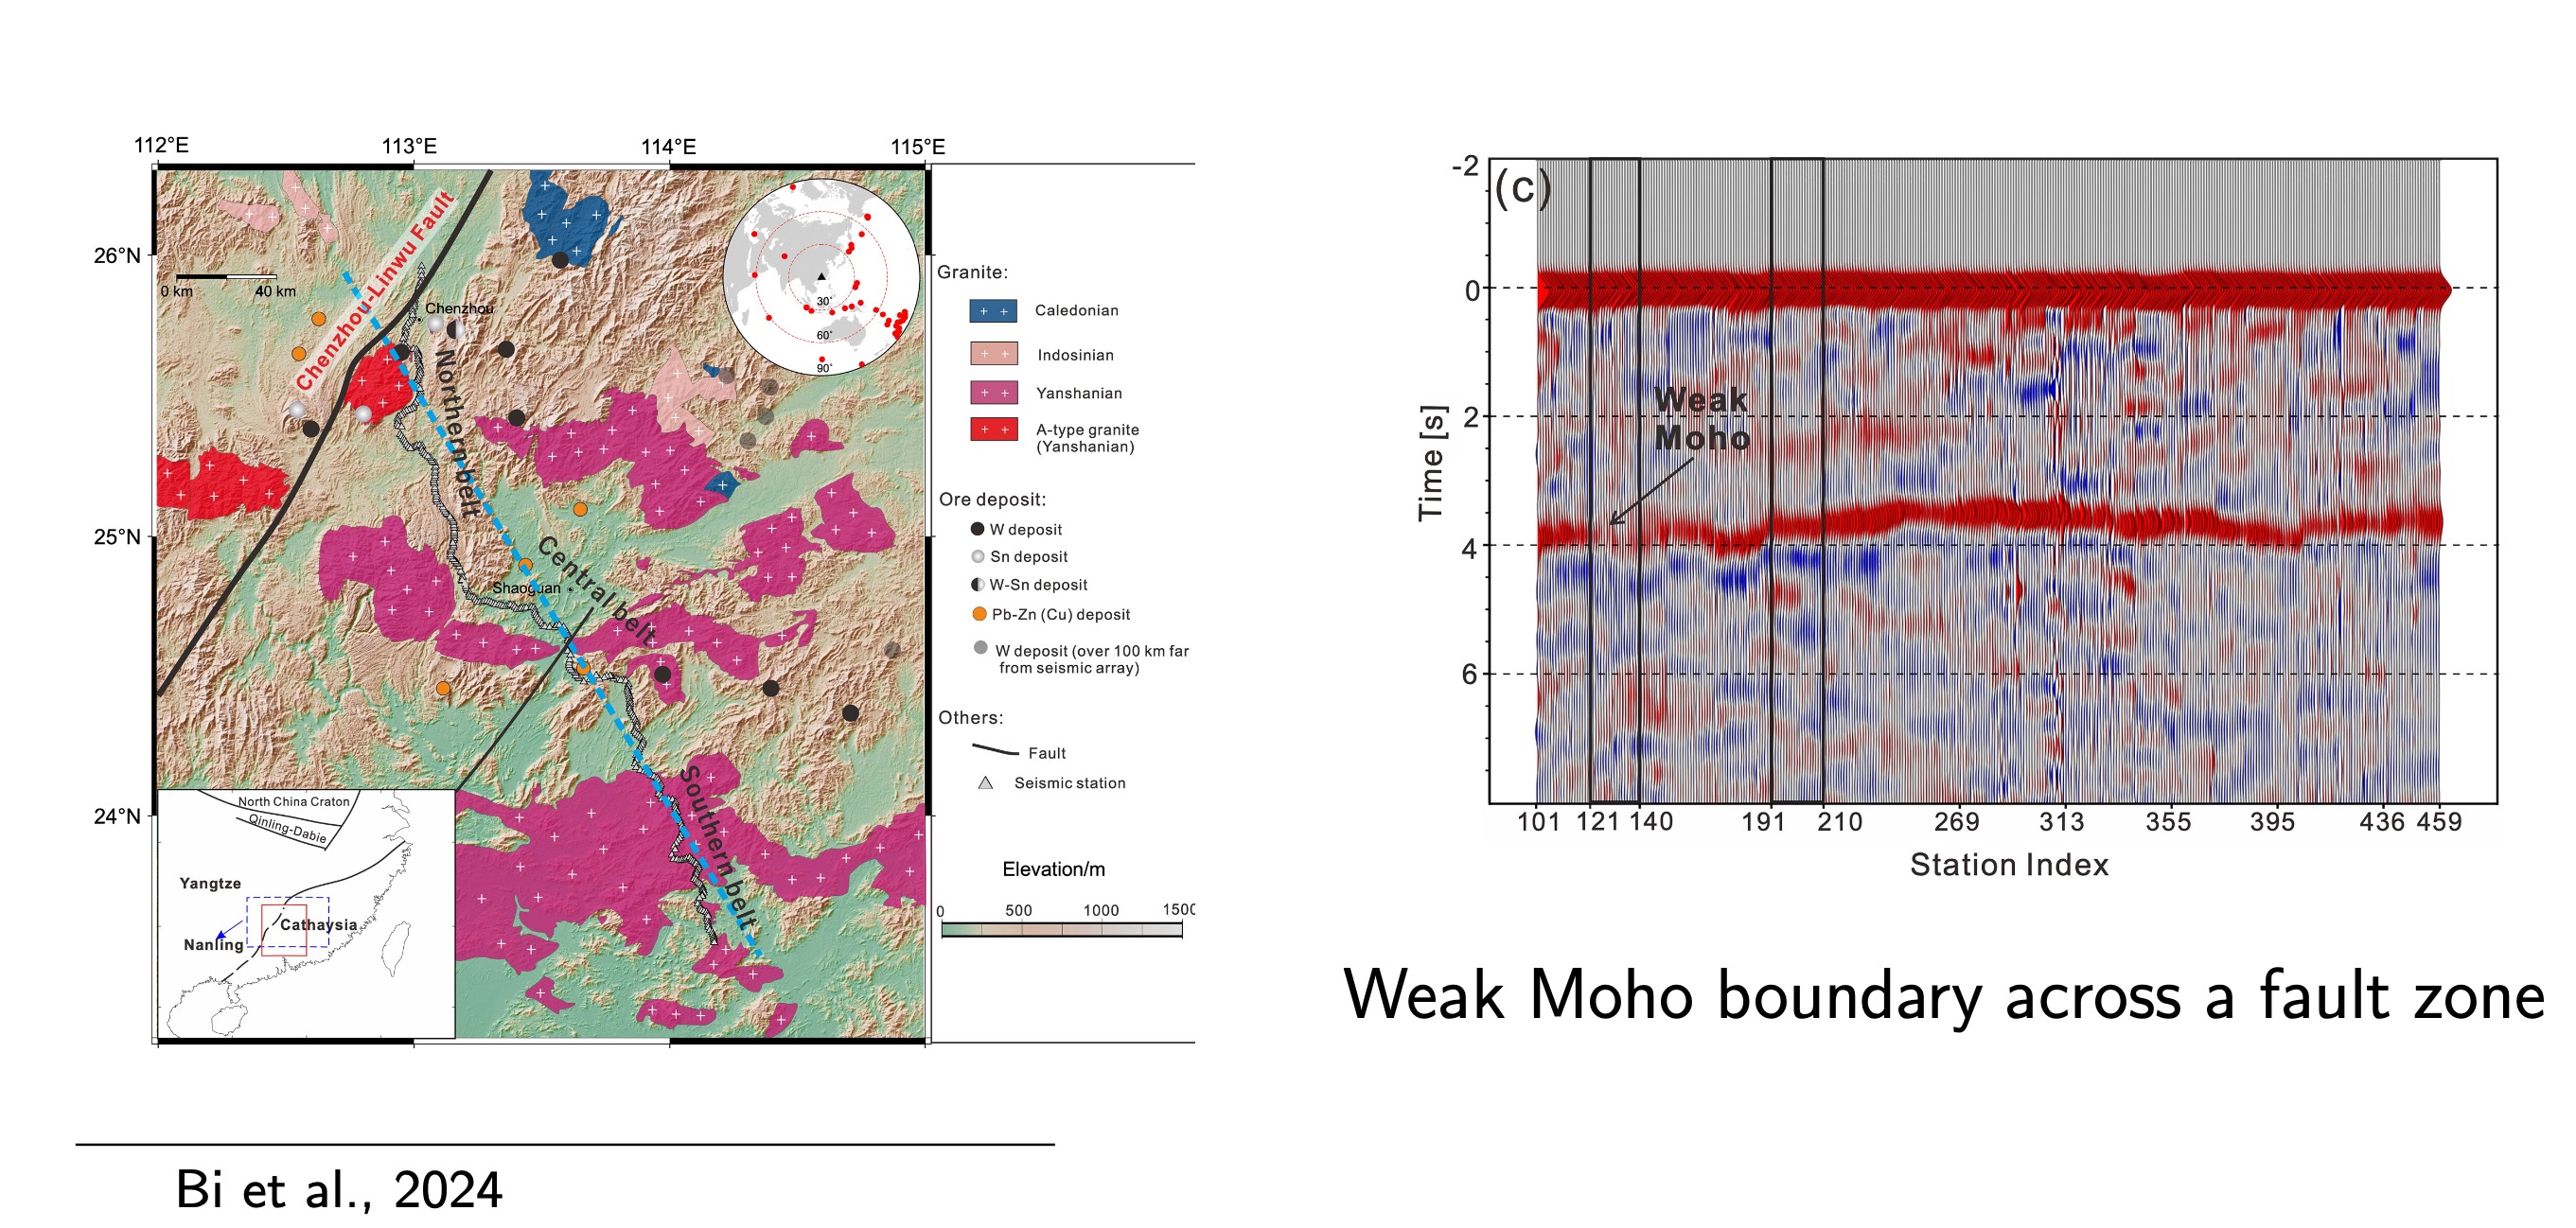 112°E
113°E
114°E
115°E
26°N
25°N
24°N
0 km
40 km
Chenzhou-Linwu Fault
Chenzhou
Northern belt
Central belt
Shaoguan
Southern belt
30°
60°
90°
North China Craton
Qinling-Dabie
Yangtze
Cathaysia
Nanling
Granite:
Caledonian
Indosinian
Yanshanian
A-type granite
(Yanshanian)
Ore deposit:
W deposit
Sn deposit
W-Sn deposit
Pb-Zn (Cu) deposit
W deposit (over 100 km far
from seismic array)
Others:
Fault
Seismic station
Elevation/m
0 500 1000 1500
(c)
Time [s]
-2
0
2
4
6
Weak
Moho
101 121 140 191 210 269 313 355 395 436 459
Station Index
Weak Moho boundary across a fault zone
Bi et al., 2024